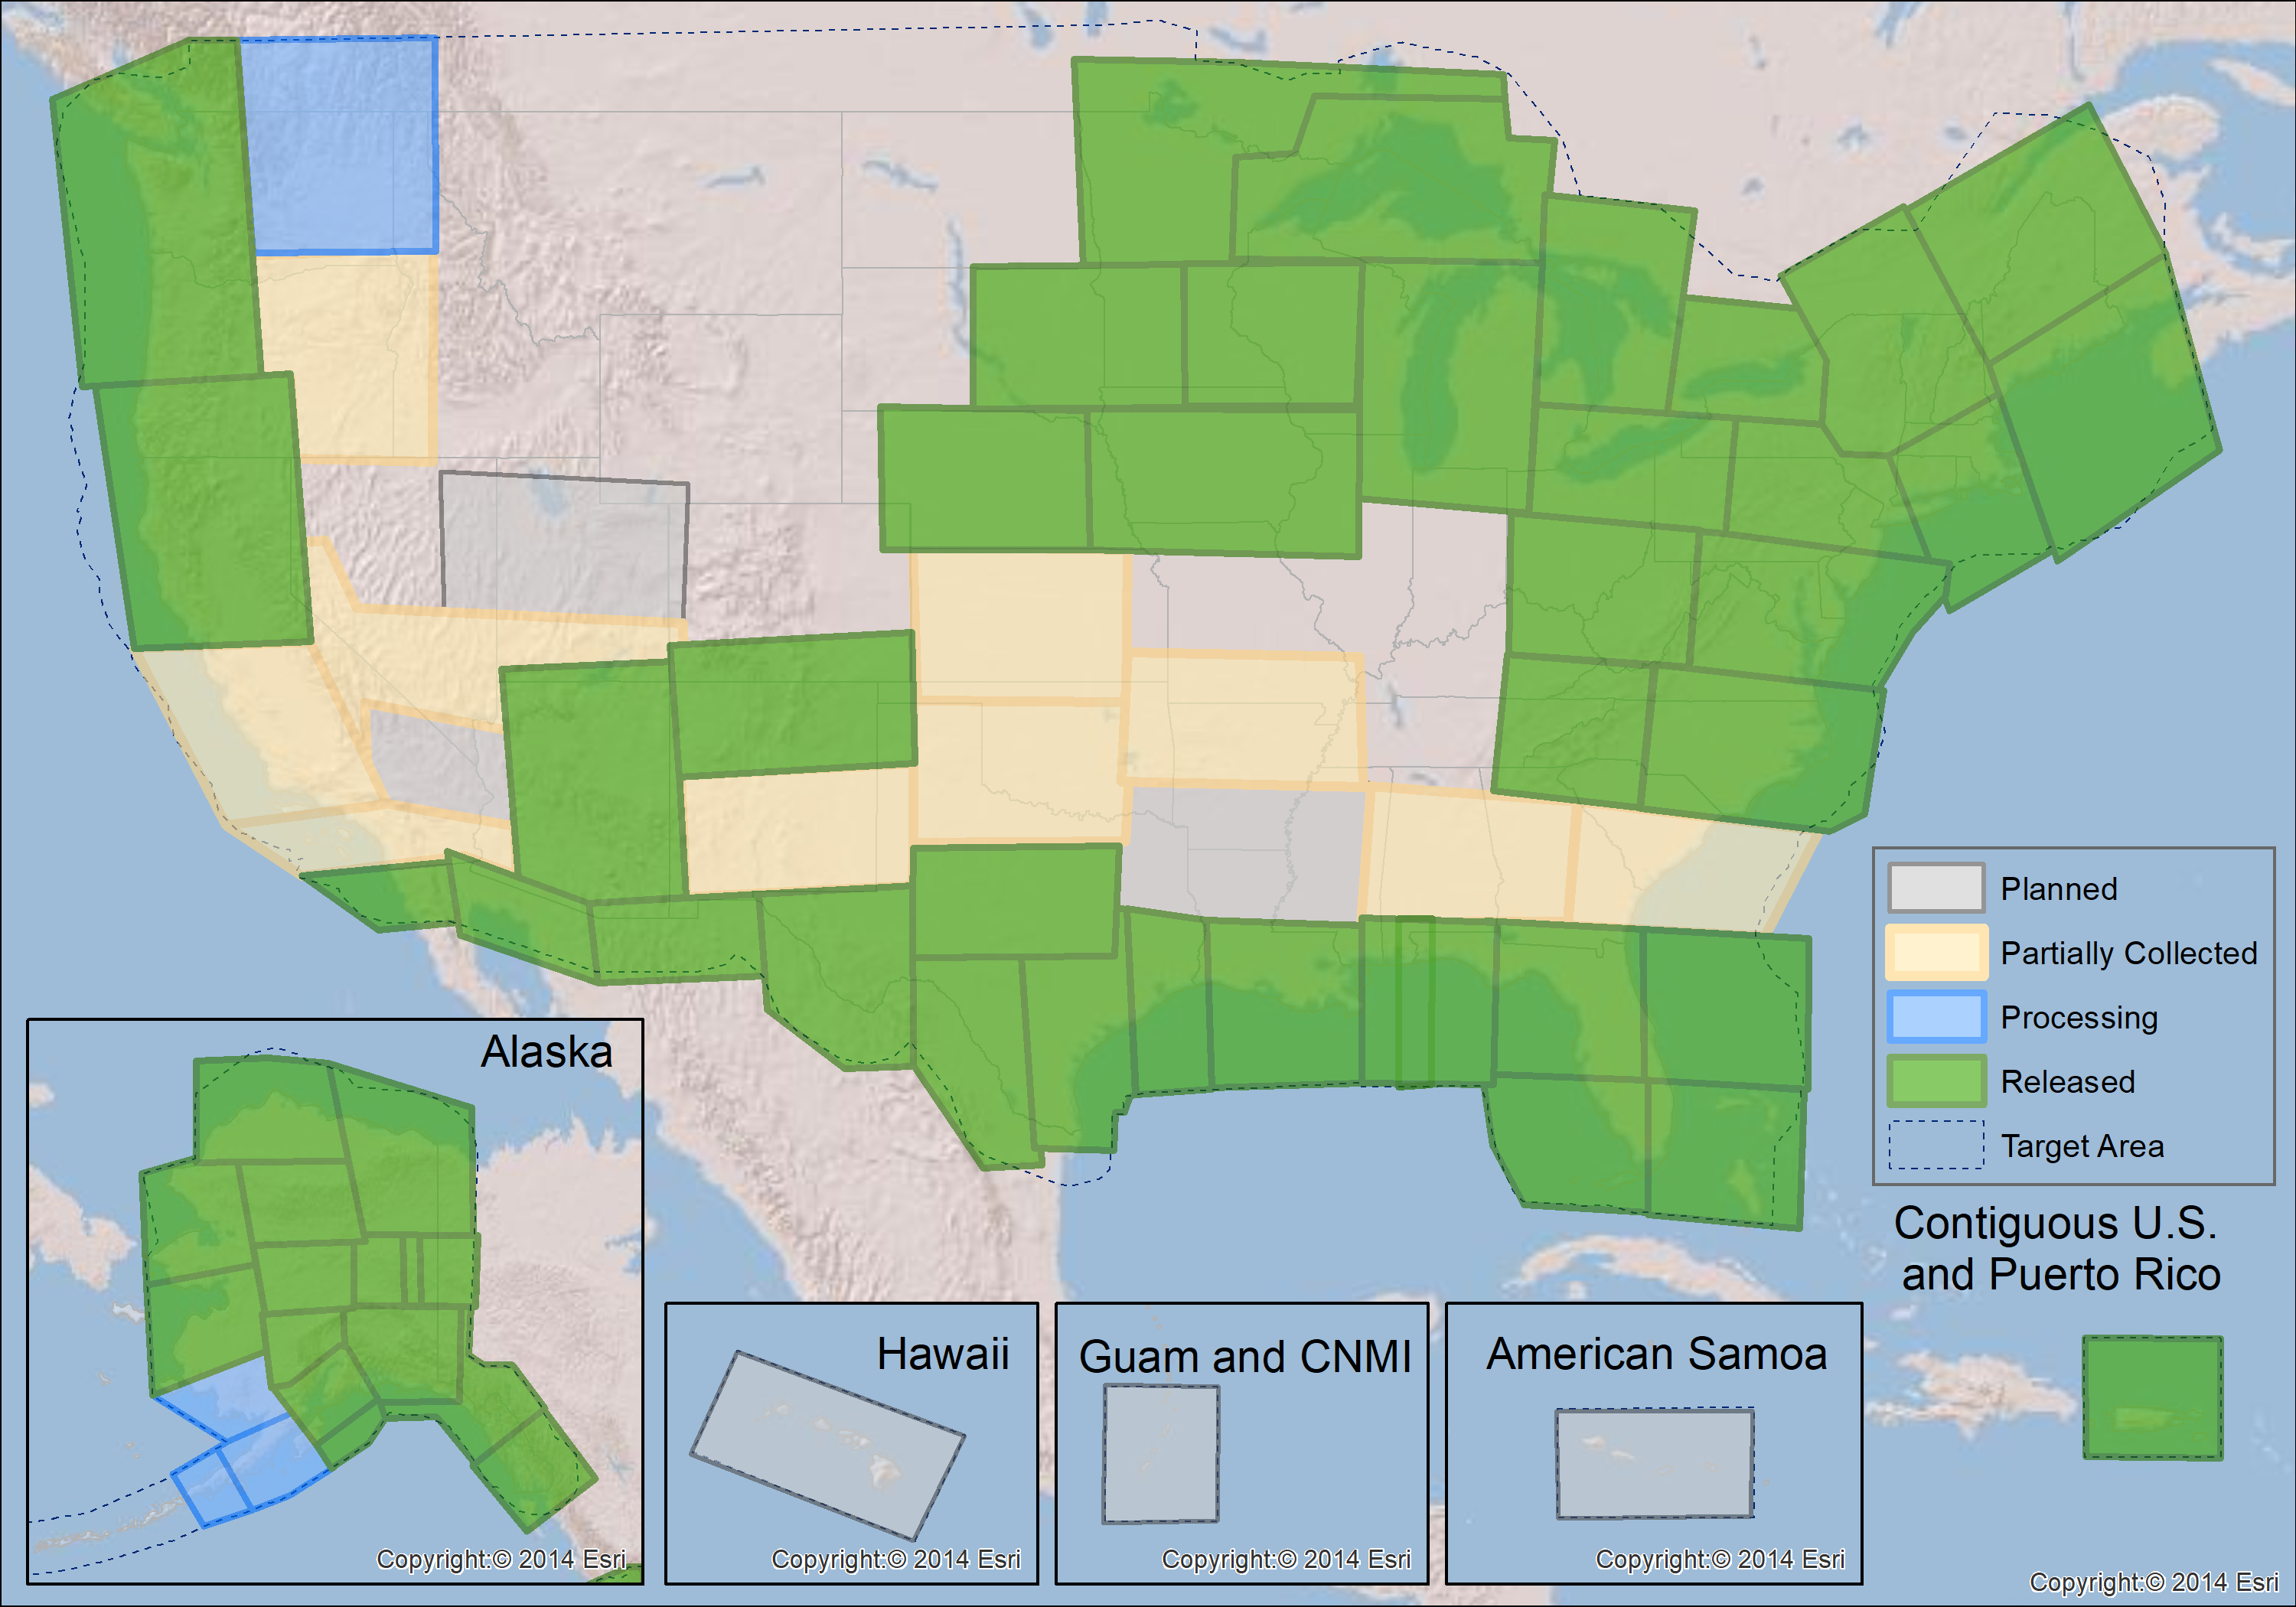 Planned
Partially Collected
Processing
Released
Target Area
Alaska
Contiguous U.S.
and Puerto Rico
Hawaii
Guam and CNMI
American Samoa
Copyright:© 2014 Esri
Copyright:© 2014 Esri
Copyright:© 2014 Esri
Copyright:© 2014 Esri
Copyright:© 2014 Esri